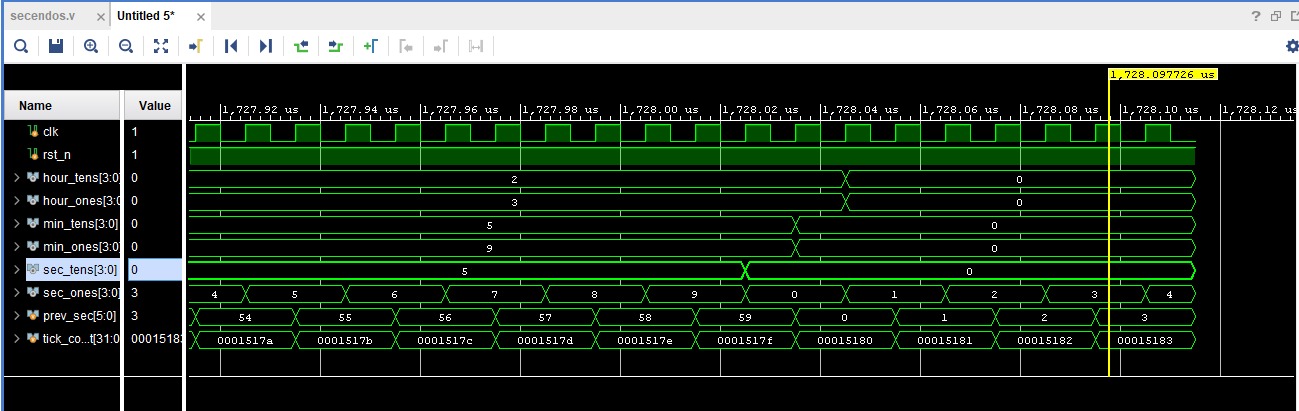 secendos.v × Untitled 5* × ?
1,728.097726 us
Name Value 1,727.92 us 1,727.94 us 1,727.96 us 1,727.98 us 1,728.00 us 1,728.02 us 1,728.04 us 1,728.06 us 1,728.08 us 1,728.10 us 1,728.12 us
clk 1
rst_n 1
hour_tens[3:0] 0 2 0
hour_ones[3:0] 0 3 0
min_tens[3:0] 0 5 0
min_ones[3:0] 0 9 0
sec_tens[3:0] 0 5 0
sec_ones[3:0] 3 4 5 6 7 8 9 0 1 2 3 4
prev_sec[5:0] 3 54 55 56 57 58 59 0 1 2 3
tick_co...t[31:0 00015183 0001517a 0001517b 0001517c 0001517d 0001517e 0001517f 00015180 00015181 00015182 00015183